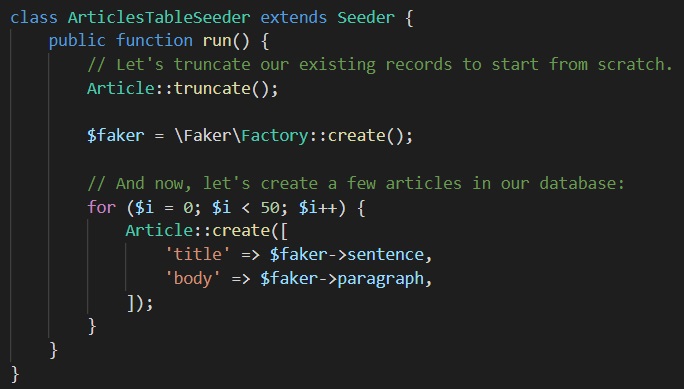 class ArticlesTableSeeder extends Seeder {
    public function run() {
        // Let's truncate our existing records to start from scratch.
        Article::truncate();

        $faker = \Faker\Factory::create();

        // And now, let's create a few articles in our database:
        for ($i = 0; $i < 50; $i++) {
            Article::create([
                'title' => $faker->sentence,
                'body' => $faker->paragraph,
            ]);
        }
    }
}